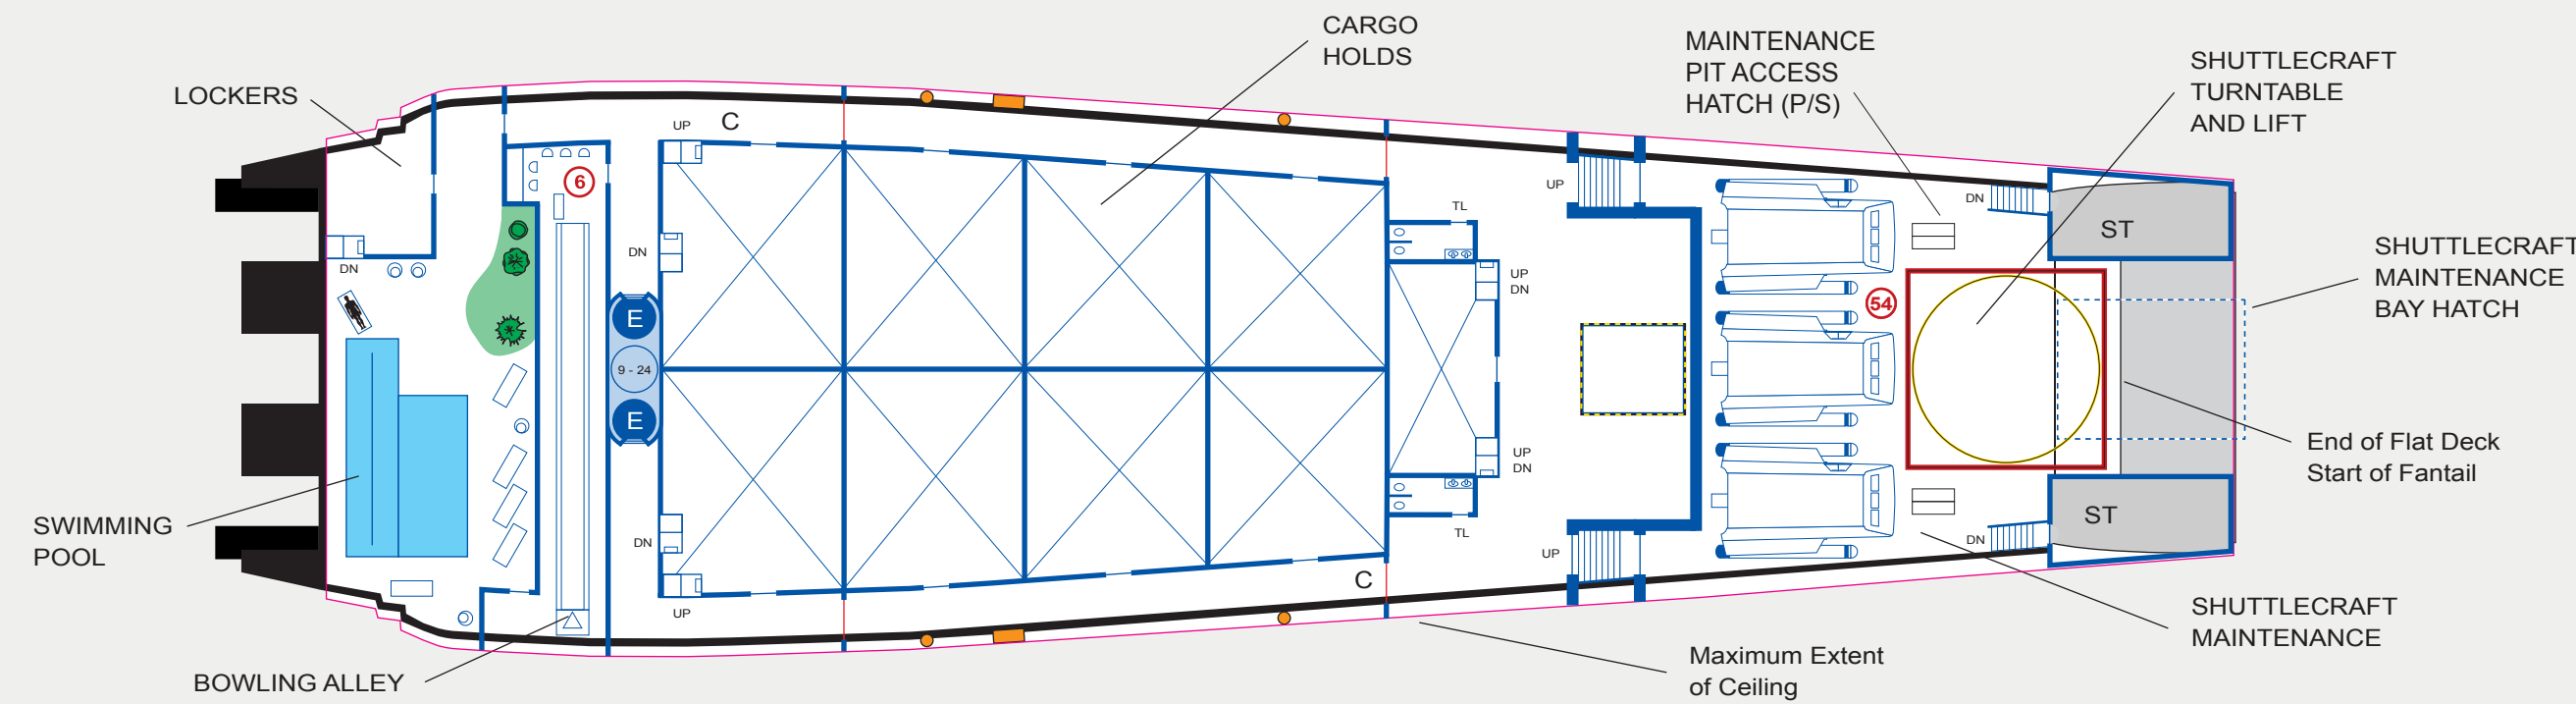 CARGO
HOLDS
MAINTENANCE
PIT ACCESS
HATCH (P/S)
SHUTTLECRAFT
TURNTABLE
AND LIFT
LOCKERS
UP
C
6
UP
DN
TL
ST
DN
DN
UP
DN
SHUTTLECRAFT
MAINTENANCE
BAY HATCH
54
E
9 - 24
E
UP
DN
End of Flat Deck
Start of Fantail
SWIMMING
POOL
DN
TL
UP
DN
ST
C
UP
SHUTTLECRAFT
MAINTENANCE
BOWLING ALLEY
Maximum Extent
of Ceiling